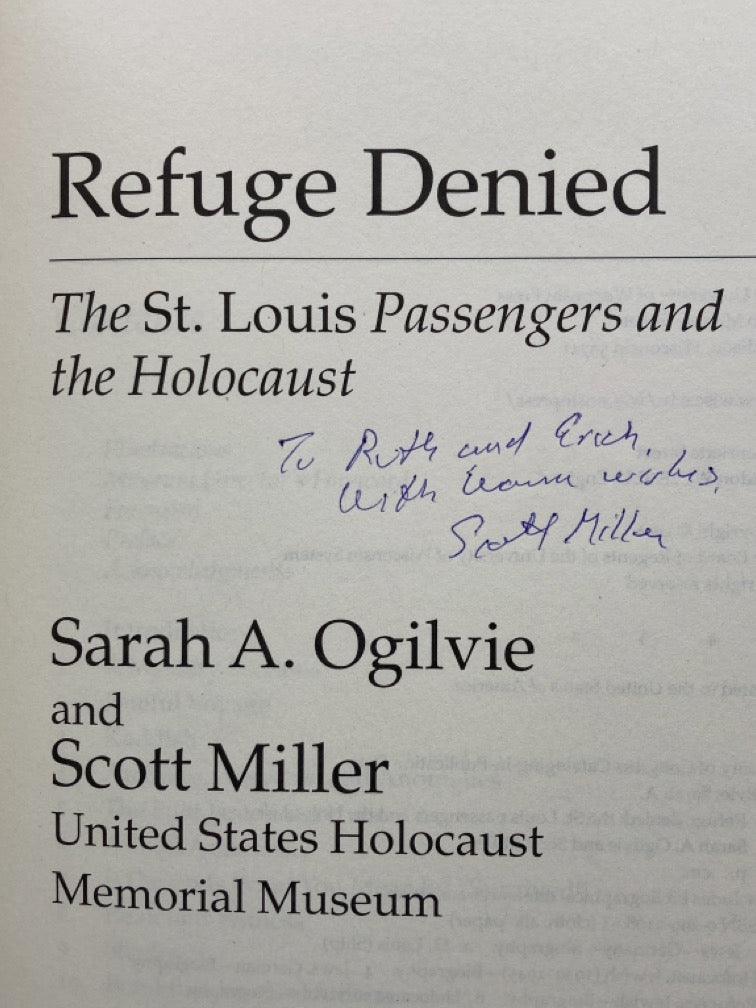 Refuge Denied
The St. Louis Passengers and
the Holocaust
To Ruth and Erich,
With warm wishes,
Scott Miller
Sarah A. Ogilvie
and
Scott Miller
United States Holocaust
Memorial Museum